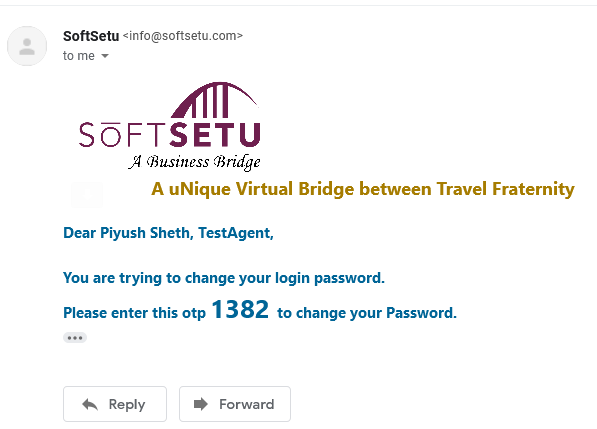 SoftSetu <info@softsetu.com>
to me
SŌFTSETU
A Business Bridge
A uNique Virtual Bridge between Travel Fraternity
Dear Piyush Sheth, TestAgent,
You are trying to change your login password.
Please enter this otp 1382 to change your Password.
Reply
Forward